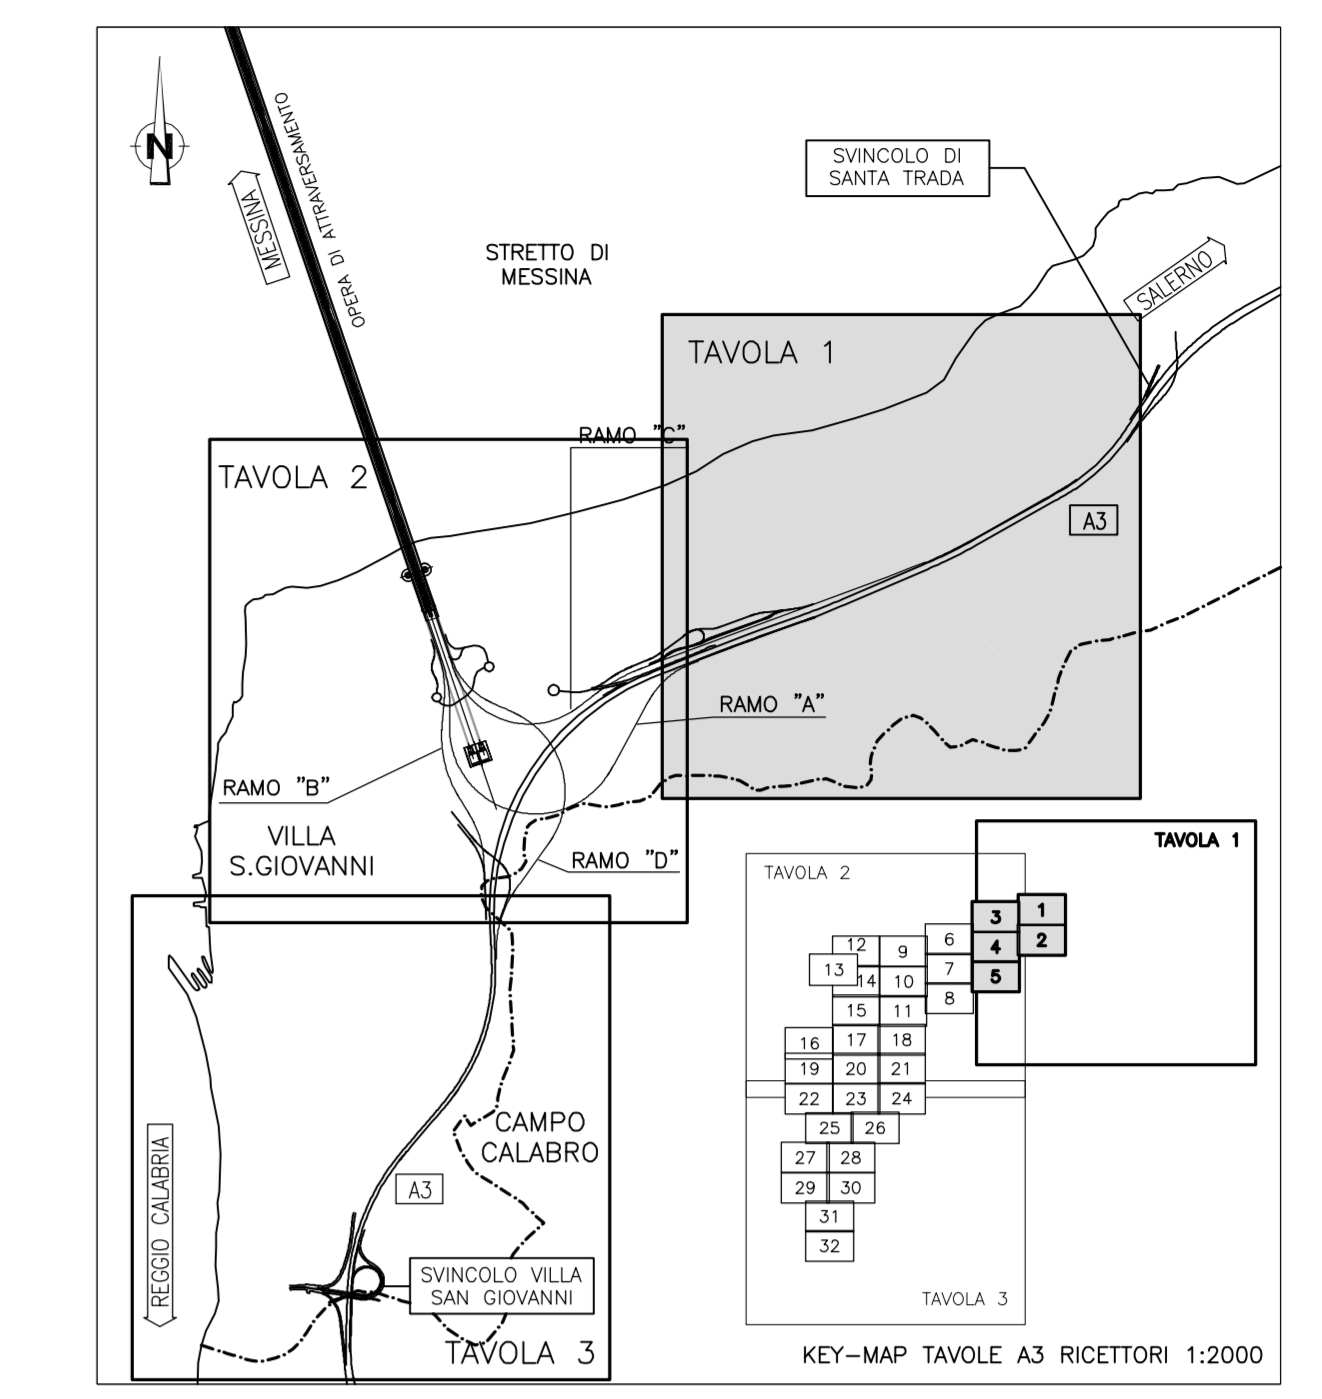 N
MESSINA
OPERA DI ATTRAVERSAMENTO
STRETTO DI
MESSINA
SVINCOLO DI
SANTA TRADA
SALERNO
TAVOLA 1
RAMO "C"
TAVOLA 2
A3
RAMO "A"
RAMO "B"
VILLA
S.GIOVANNI
RAMO "D"
CAMPO
CALABRO
A3
REGGIO CALABRIA
SVINCOLO VILLA
SAN GIOVANNI
TAVOLA 3
TAVOLA 1
TAVOLA 2
3 1
4 2
5
6
7
8
12 9
13
14 10
15 11
16 17 18
19 20 21
22 23 24
25 26
27 28
29 30
31
32
TAVOLA 3
KEY-MAP TAVOLE A3 RICETTORI 1:2000